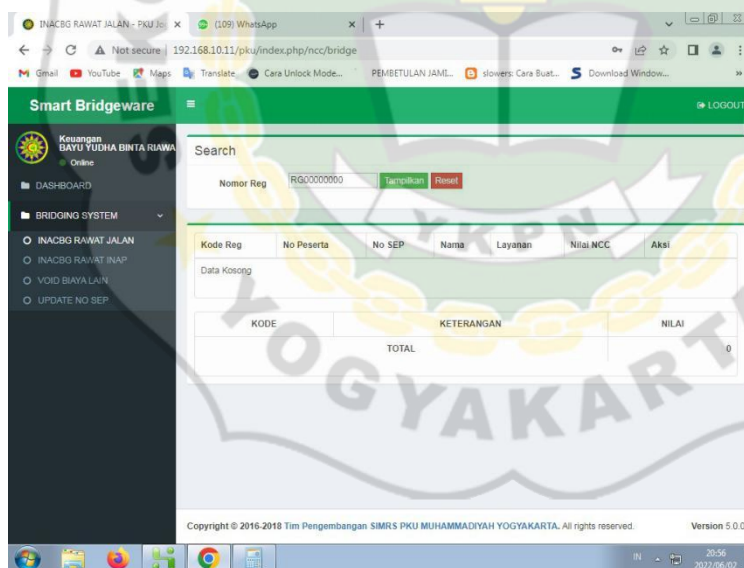 INACBG RAWAT JALAN - PKU Jo
(109) WhatsApp
Not secure | 192.168.10.11/pku/index.php/ncc/bridge
Gmail YouTube Maps Translate Cara Unlock Mode... PEMBETULAN JAMI... slowers: Cara Buat... Download Window...
Smart Bridgeware
LOGOUT
Keuangan
BAYU YUDHA BINTA RIAWA
Online
DASHBOARD
BRIDGING SYSTEM
INACBG RAWAT JALAN
INACBG RAWAT INAP
VOID BIAYA LAIN
UPDATE NO SEP
Search
Nomor Reg RG00000000 Tampilkan Reset
Kode Reg No Peserta No SEP Nama Layanan Nilai NCC Aksi
Data Kosong
KODE KETERANGAN NILAI
TOTAL 0
YKPN
YOGYAKART
Copyright © 2016-2018 Tim Pengembangan SIMRS PKU MUHAMMADIYAH YOGYAKARTA. All rights reserved. Version 5.0.0
IN 20:56
2022/06/02